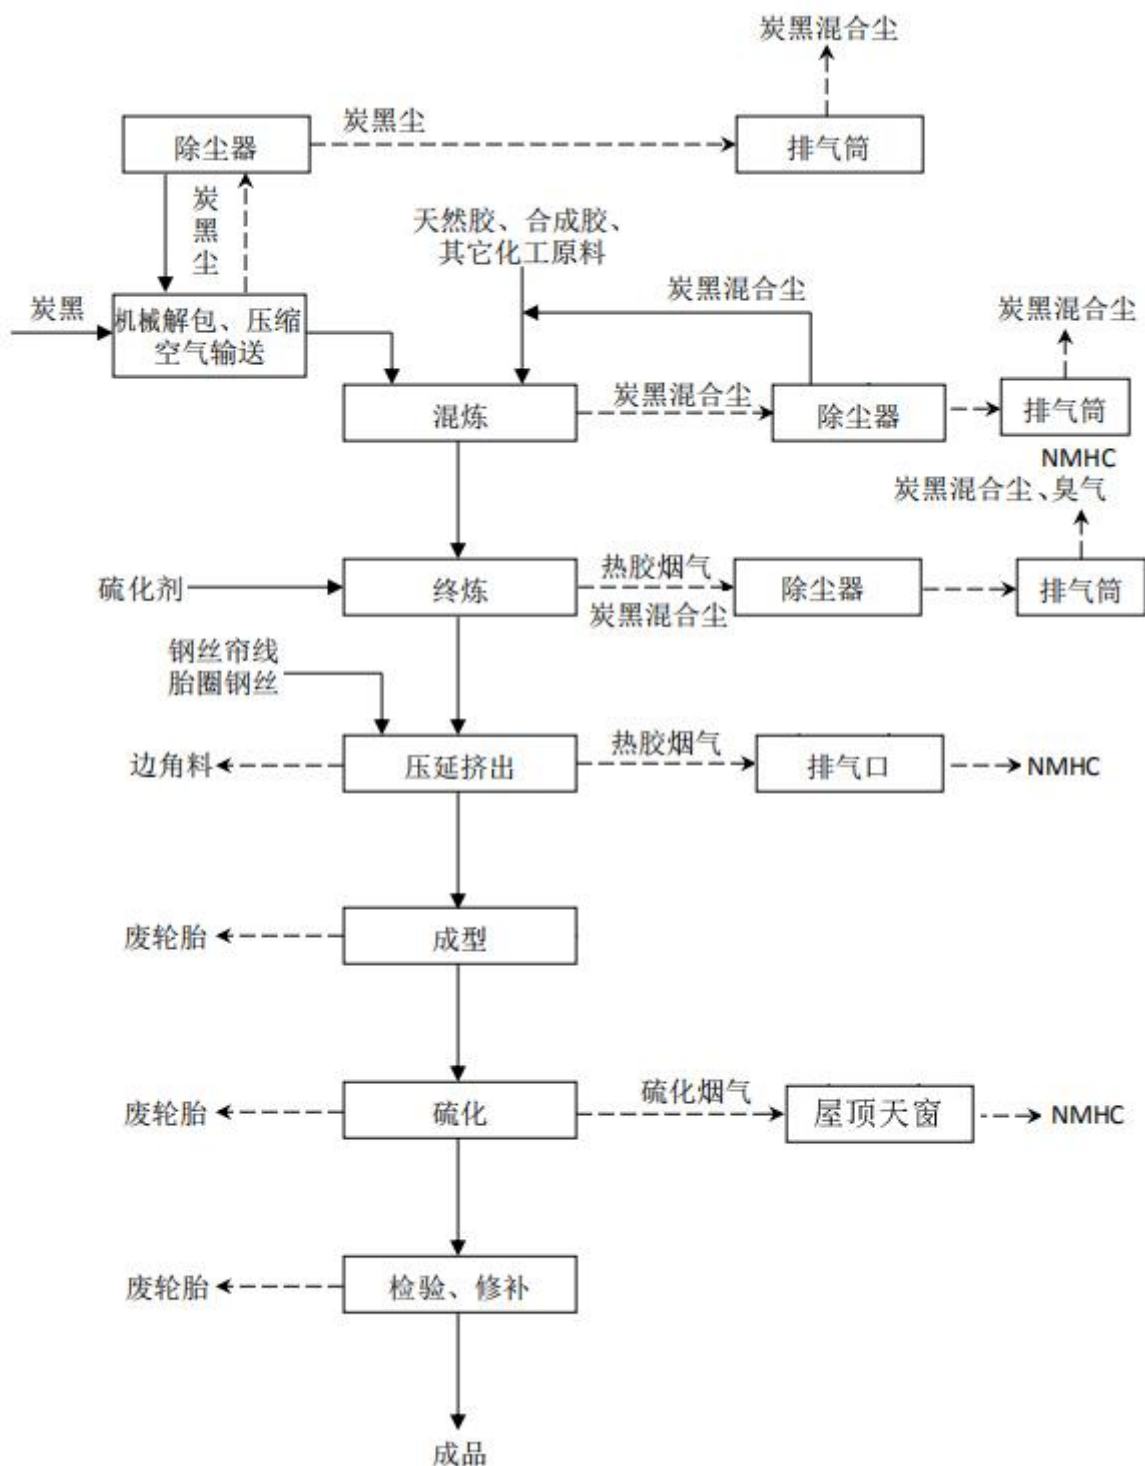 炭黑混合尘
炭黑尘
除尘器
排气筒
炭黑尘
天然胶、合成胶、
其它化工原料
炭黑混合尘
炭黑混合尘
炭黑
机械解包、压缩
空气输送
炭黑混合尘
混炼
除尘器
排气筒
NMHC
炭黑混合尘、臭气
热胶烟气
硫化剂
终炼
除尘器
排气筒
炭黑混合尘
钢丝帘线
胎圈钢丝
热胶烟气
边角料
压延挤出
排气口
NMHC
废轮胎
成型
硫化烟气
废轮胎
硫化
屋顶天窗
NMHC
废轮胎
检验、修补
成品